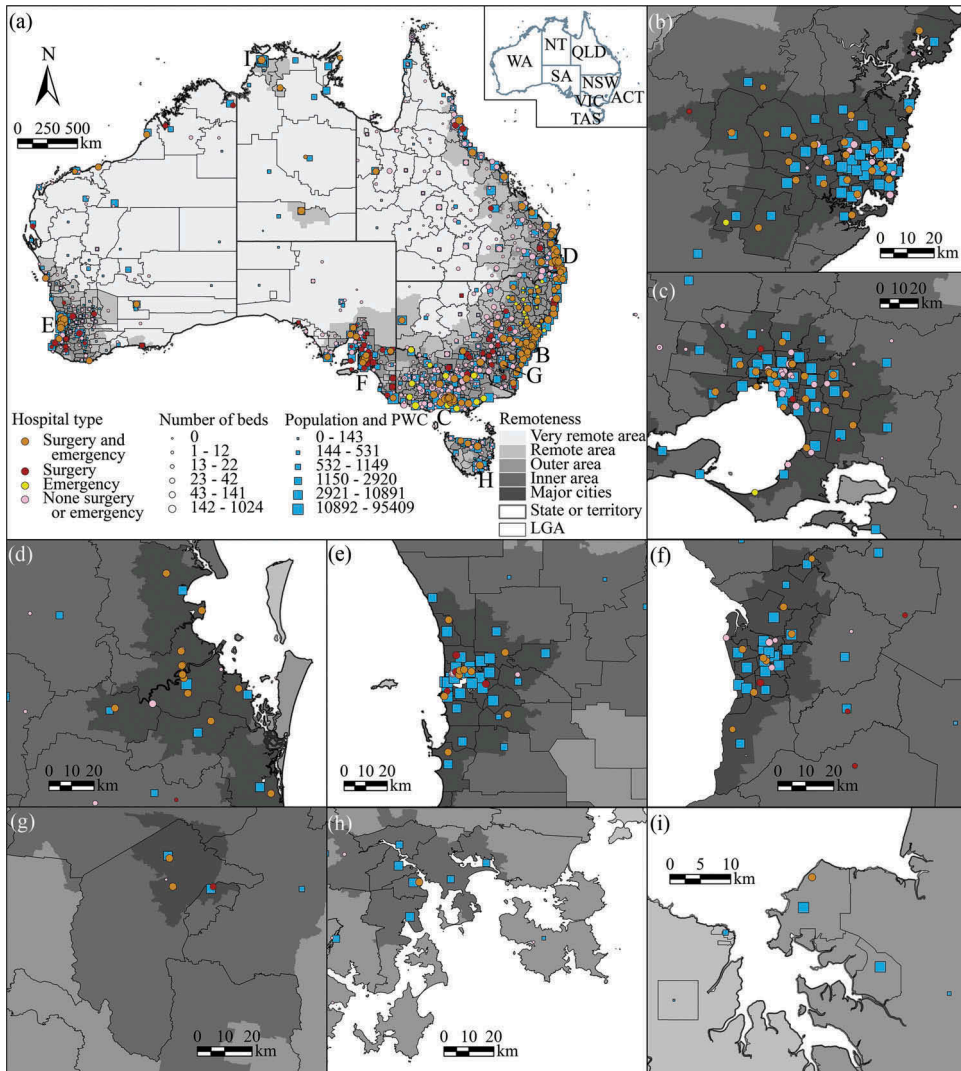 (a)
N
0 250 500
km
WA
NT
QLD
SA
NSW
VIC
ACT
TAS
I
D
E
B
F
G
C
H
Hospital type
Surgery and
emergency
Surgery
Emergency
None surgery
or emergency
Number of beds
0
1 - 12
13 - 22
23 - 42
43 - 141
142 - 1024
Population and PWC
0 - 143
144 - 531
532 - 1149
1150 - 2920
2921 - 10891
10892 - 95409
Remoteness
Very remote area
Remote area
Outer area
Inner area
Major cities
State or territory
LGA
(b)
0 10 20
km
(c)
0 10 20
km
(d)
0 10 20
km
(e)
0 10 20
km
(f)
0 10 20
km
(g)
0 10 20
km
(h)
0 10 20
km
(i)
0 5 10
km